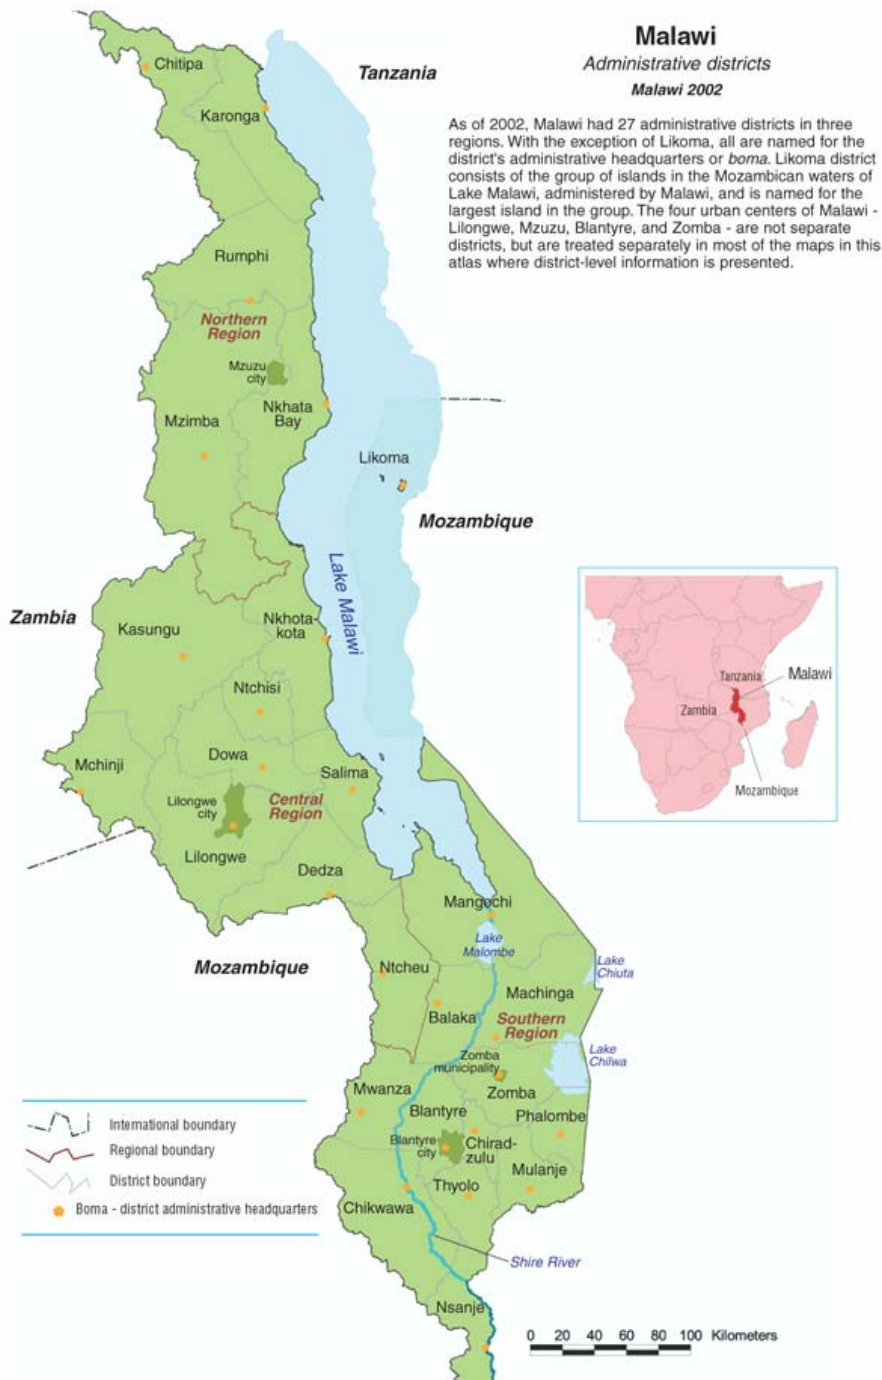 Malawi
Administrative districts
Malawi 2002
As of 2002, Malawi had 27 administrative districts in three
regions. With the exception of Likoma, all are named for the
district's administrative headquarters or boma. Likoma district
consists of the group of islands in the Mozambican waters of
Lake Malawi, administered by Malawi, and is named for the
largest island in the group. The four urban centers of Malawi -
Lilongwe, Mzuzu, Blantyre, and Zomba - are not separate
districts, but are treated separately in most of the maps in this
atlas where district-level information is presented.
Chitipa
Tanzania
Karonga
Rumphi
Northern
Region
Mzuzu
city
Nkhata
Bay
Mzimba
Likoma
Mozambique
Lake Malawi
Zambia
Kasungu
Nkhota-
kota
Ntchisi
Dowa
Mchinji
Salima
Lilongwe
city
Central
Region
Lilongwe
Dedza
Mangochi
Lake
Malombe
Mozambique
Ntcheu
Lake
Chiuta
Machinga
Balaka
Southern
Region
Lake
Chilwa
Zomba
municipality
Mwanza
Zomba
Blantyre
Phalombe
Blantyre
city
Chirad-
zulu
Mulanje
Thyolo
Chikwawa
Shire River
Nsanje
Tanzania
Malawi
Zambia
Mozambique
International boundary
Regional boundary
District boundary
Boma - district administrative headquarters
0 20 40 60 80 100 Kilometers